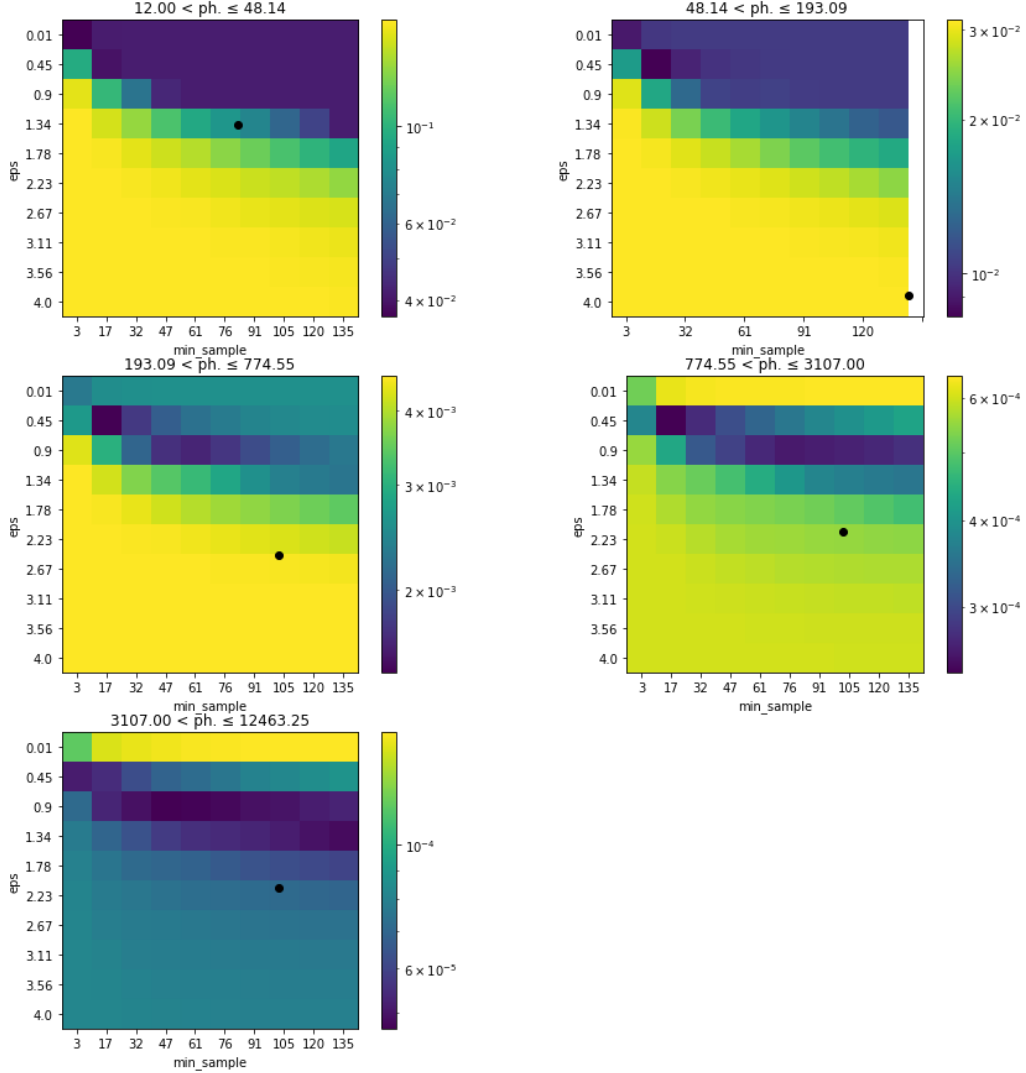 12.00 < ph. ≤ 48.14
48.14 < ph. ≤ 193.09
0.01
0.45
0.9
1.34
1.78
2.23
2.67
3.11
3.56
4.0
eps
3 17 32 47 61 76 91 105 120 135
min_sample
10⁻¹
6 × 10⁻²
4 × 10⁻²
0.01
0.45
0.9
1.34
1.78
2.23
2.67
3.11
3.56
4.0
eps
3 32 61 91 120
min_sample
3 × 10⁻²
2 × 10⁻²
10⁻²
193.09 < ph. ≤ 774.55
774.55 < ph. ≤ 3107.00
0.01
0.45
0.9
1.34
1.78
2.23
2.67
3.11
3.56
4.0
eps
3 17 32 47 61 76 91 105 120 135
min_sample
4 × 10⁻³
3 × 10⁻³
2 × 10⁻³
0.01
0.45
0.9
1.34
1.78
2.23
2.67
3.11
3.56
4.0
eps
3 17 32 47 61 76 91 105 120 135
min_sample
6 × 10⁻⁴
4 × 10⁻⁴
3 × 10⁻⁴
3107.00 < ph. ≤ 12463.25
0.01
0.45
0.9
1.34
1.78
2.23
2.67
3.11
3.56
4.0
eps
3 17 32 47 61 76 91 105 120 135
min_sample
10⁻⁴
6 × 10⁻⁵